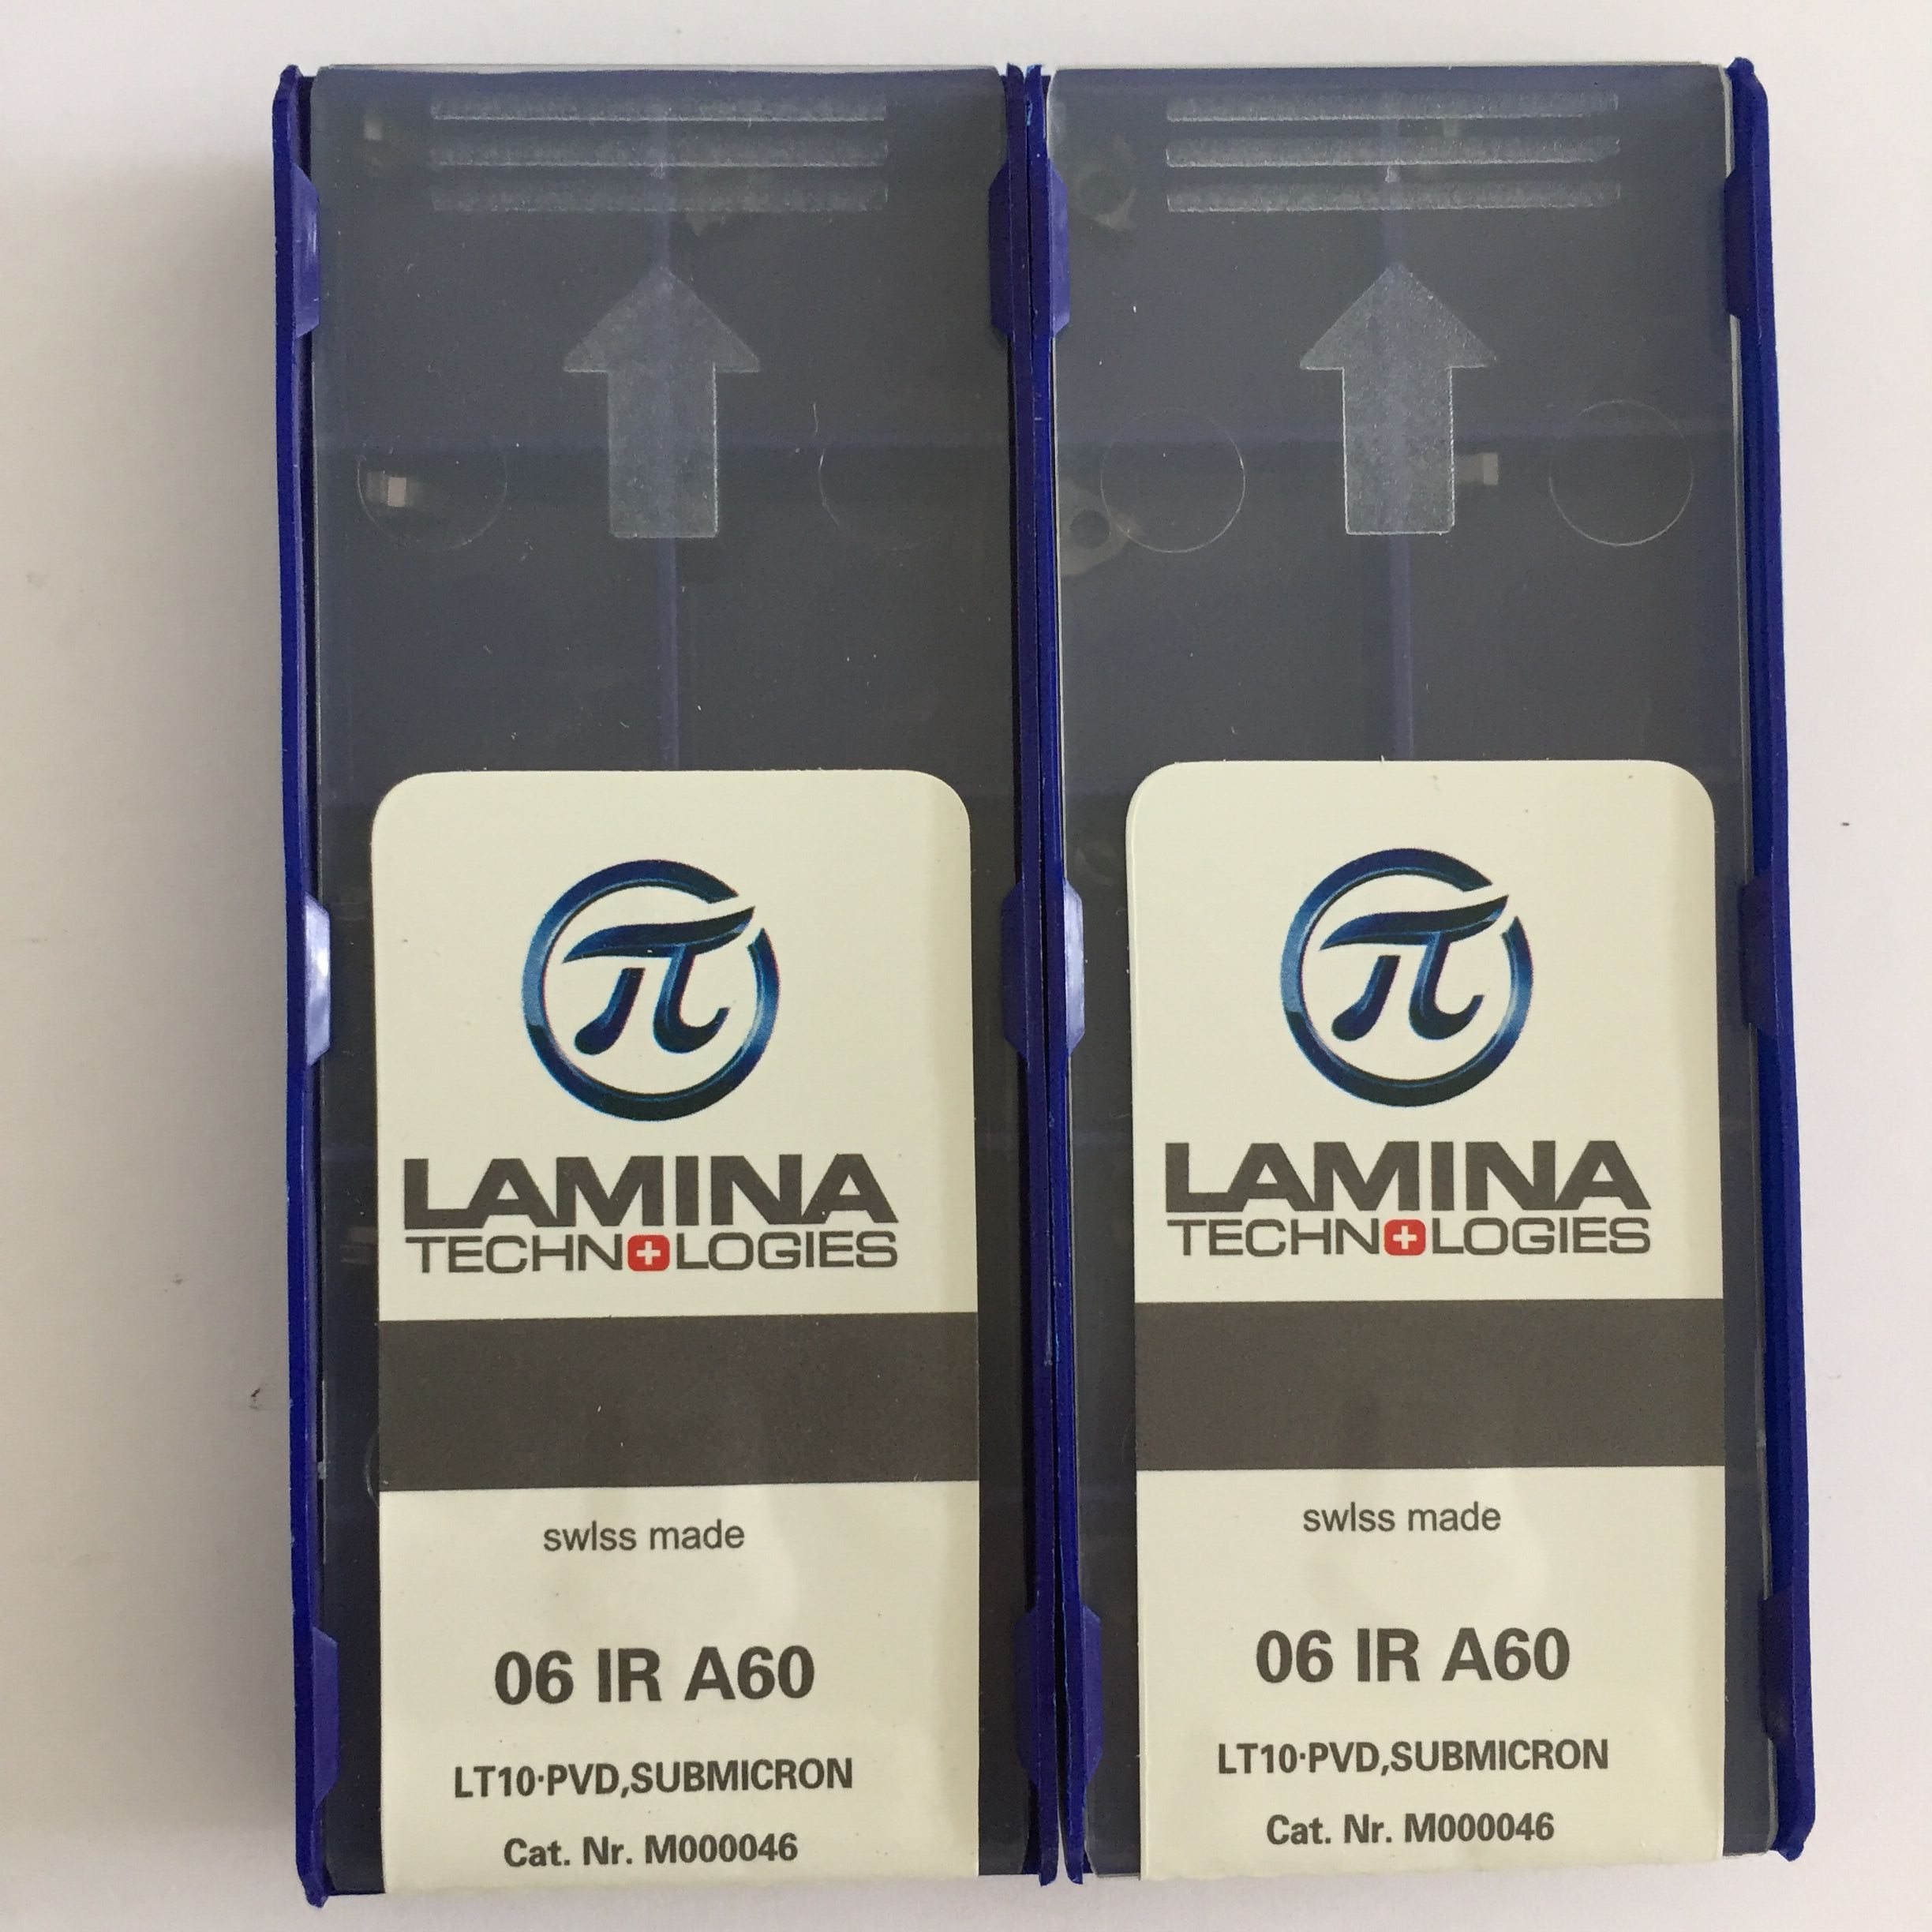 π
LAMINA
TECHNOLOGIES
swlss made
06 IR A60
LT10·PVD,SUBMICRON
Cat. Nr. M000046
π
LAMINA
TECHNOLOGIES
swlss made
06 IR A60
LT10·PVD,SUBMICRON
Cat. Nr. M000046